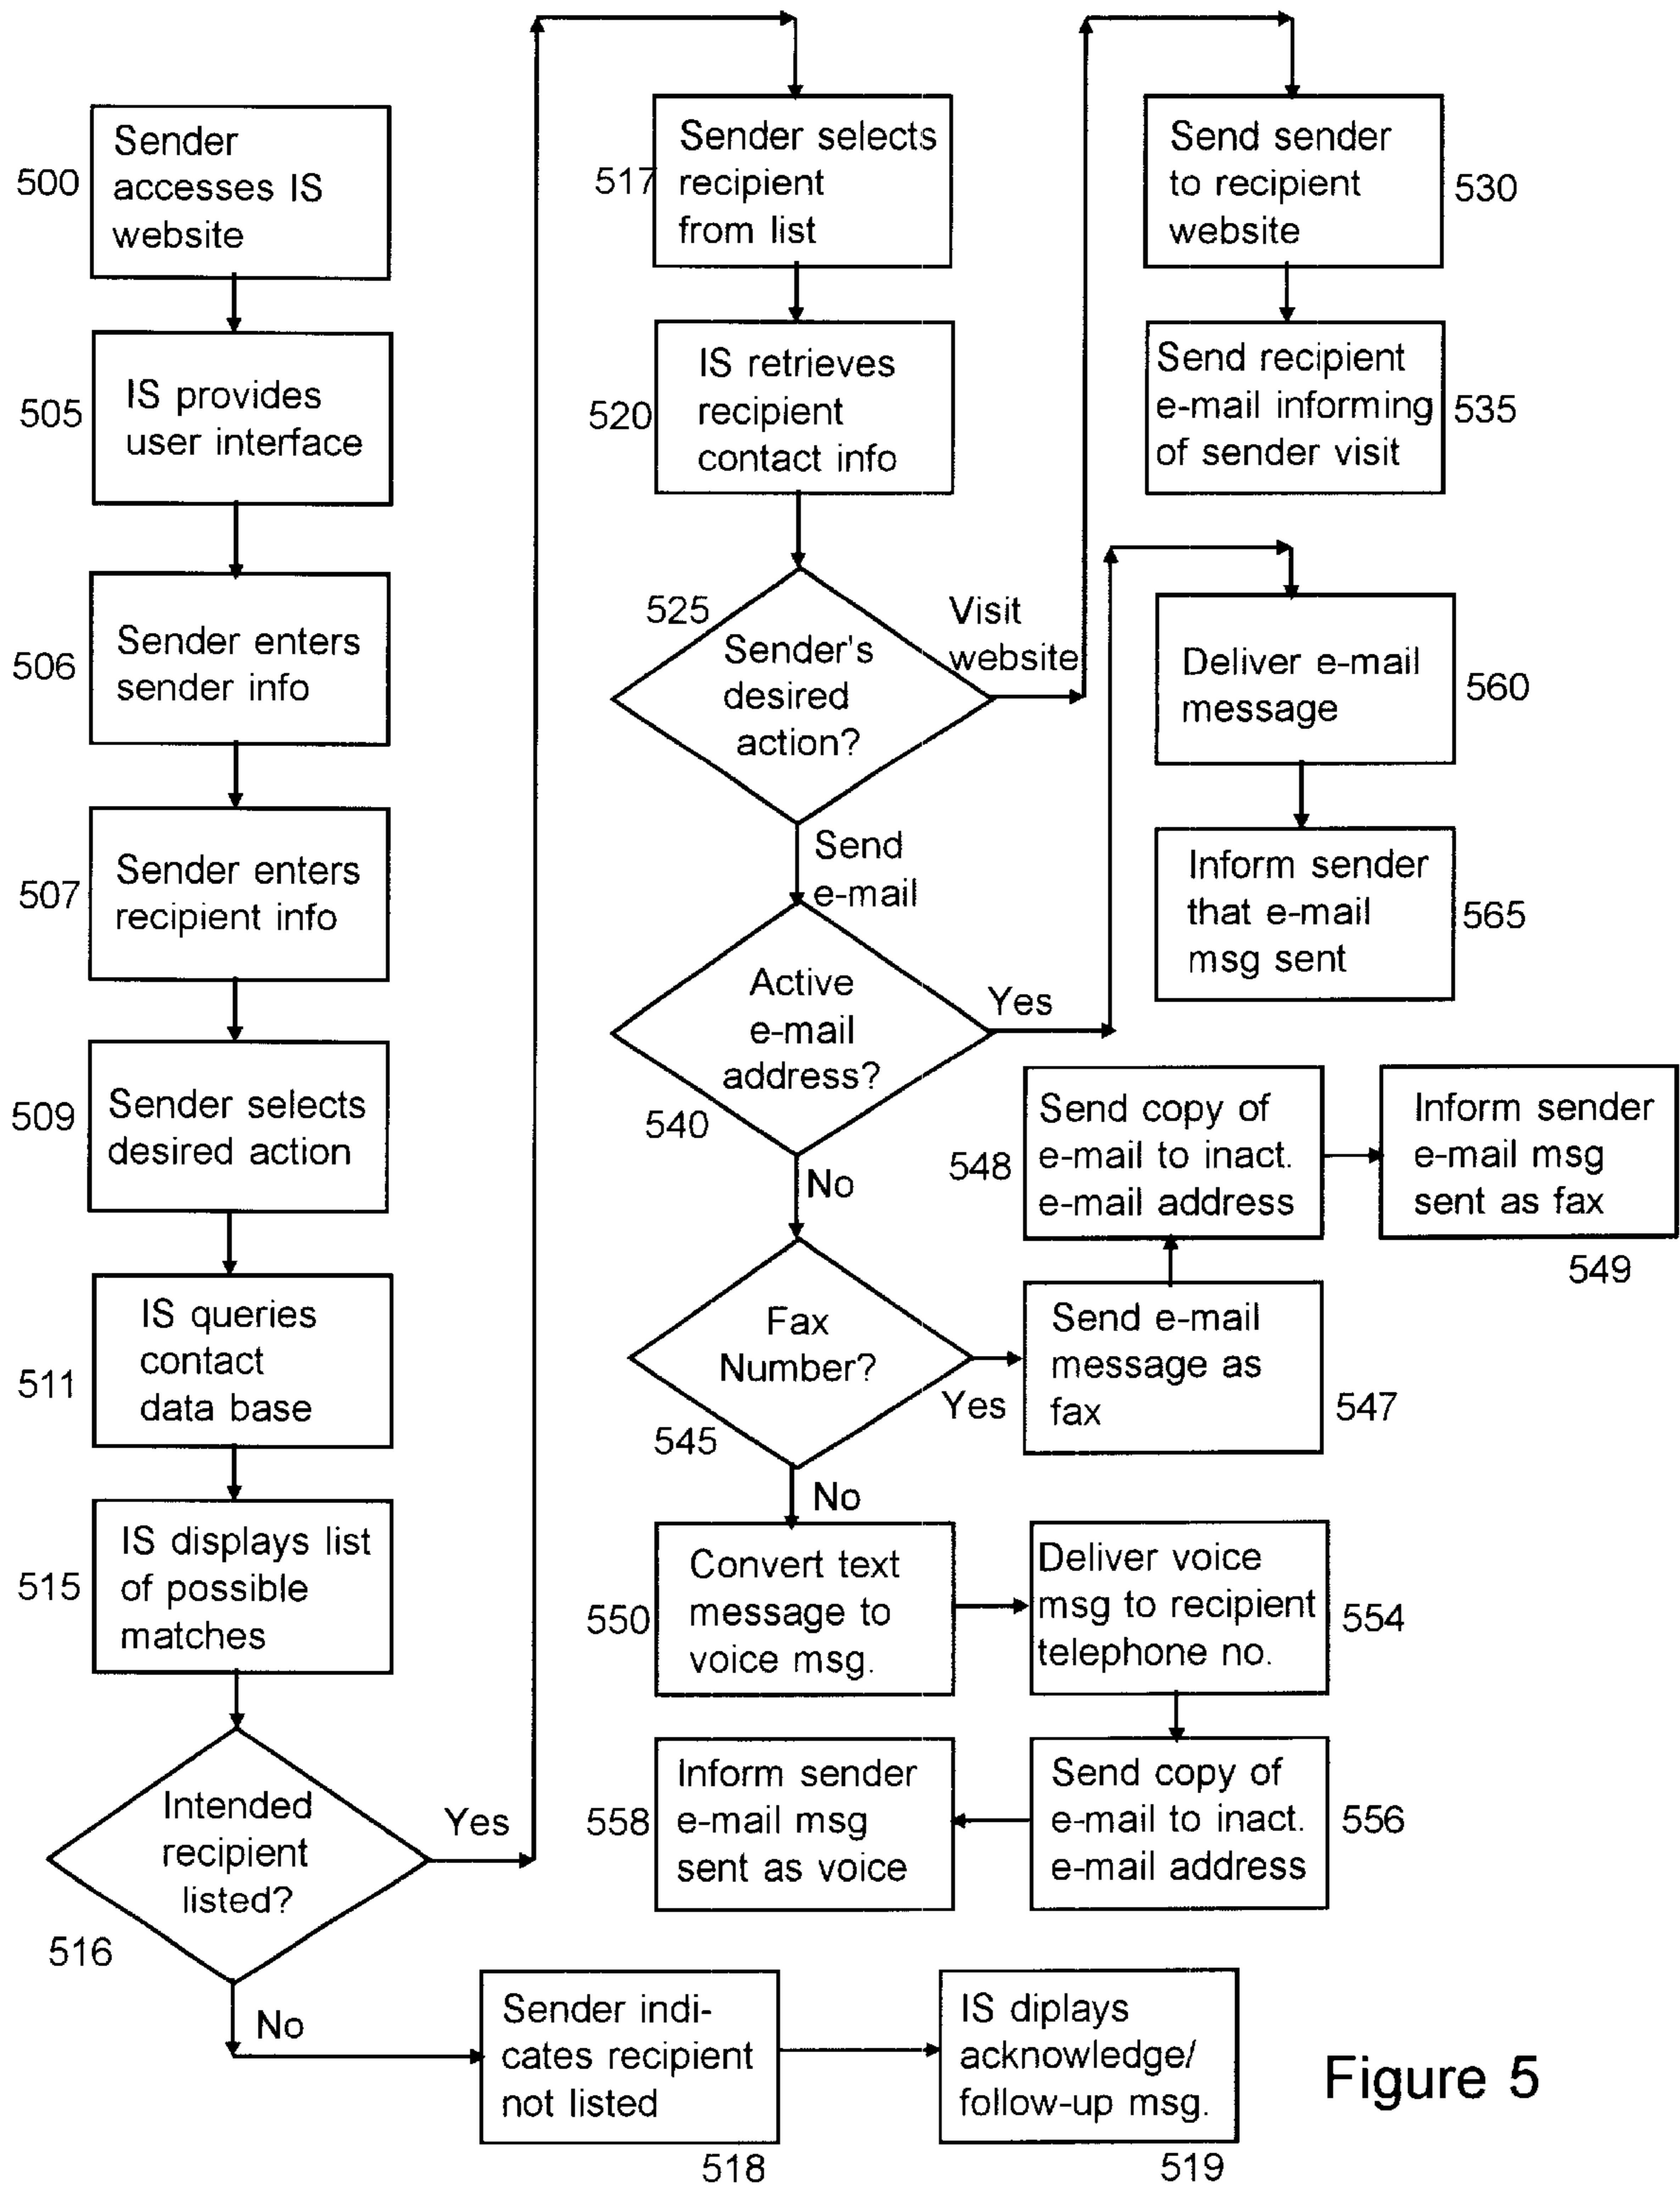 500
Sender
accesses IS
website
505
IS provides
user interface
506
Sender enters
sender info
507
Sender enters
recipient info
509
Sender selects
desired action
511
IS queries
contact
data base
515
IS displays list
of possible
matches
Intended
recipient
listed?
516
Yes
No
Sender indi-
cates recipient
not listed
518
IS diplays
acknowledge/
follow-up msg.
519
517
Sender selects
recipient
from list
520
IS retrieves
recipient
contact info
525
Sender's
desired
action?
Visit
website
Send
e-mail
Send sender
to recipient
website
530
Send recipient
e-mail informing
of sender visit
535
Active
e-mail
address?
540
Yes
No
Deliver e-mail
message
560
Inform sender
that e-mail
msg sent
565
Fax
Number?
545
Yes
No
Send e-mail
message as
fax
547
548
Send copy of
e-mail to inact.
e-mail address
Inform sender
e-mail msg
sent as fax
549
550
Convert text
message to
voice msg.
Deliver voice
msg to recipient
telephone no.
554
Send copy of
e-mail to inact.
e-mail address
556
558
Inform sender
e-mail msg
sent as voice
Figure 5